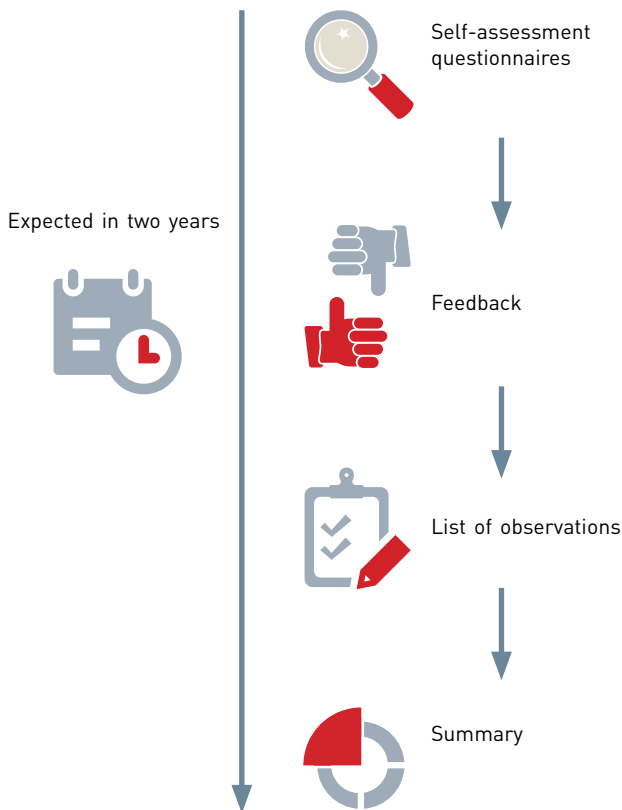 Self-assessment
questionnaires
Expected in two years
Feedback
List of observations
Summary